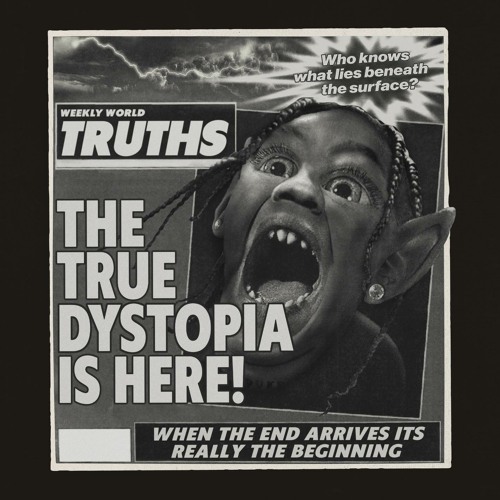 Who knows
what lies beneath
the surface?
WEEKLY WORLD
TRUTHS
THE
TRUE
DYSTOPIA
IS HERE!
WHEN THE END ARRIVES ITS
REALLY THE BEGINNING